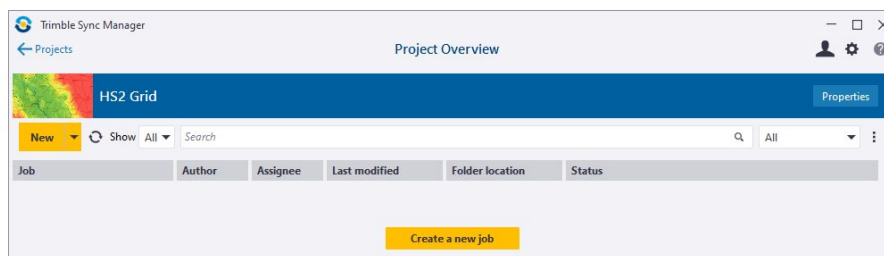 Trimble Sync Manager
Projects
Project Overview
HS2 Grid
Properties
New Show All Search All
Job Author Assignee Last modified Folder location Status
Create a new job